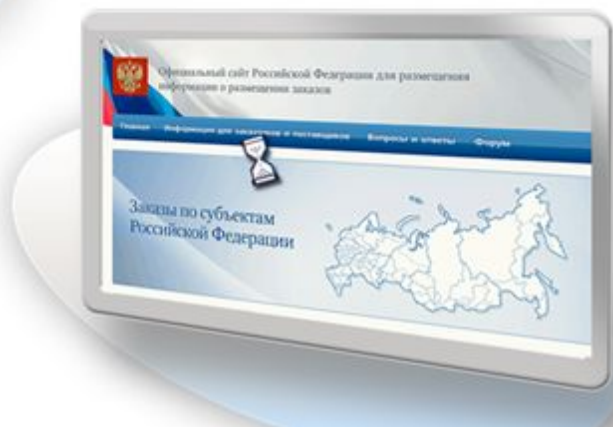 Официальный сайт Российской Федерации для размещения
информации о размещении заказов
Главная Информация для заказчиков и поставщиков Вопросы и ответы Форум
Заказы по субъектам
Российской Федерации